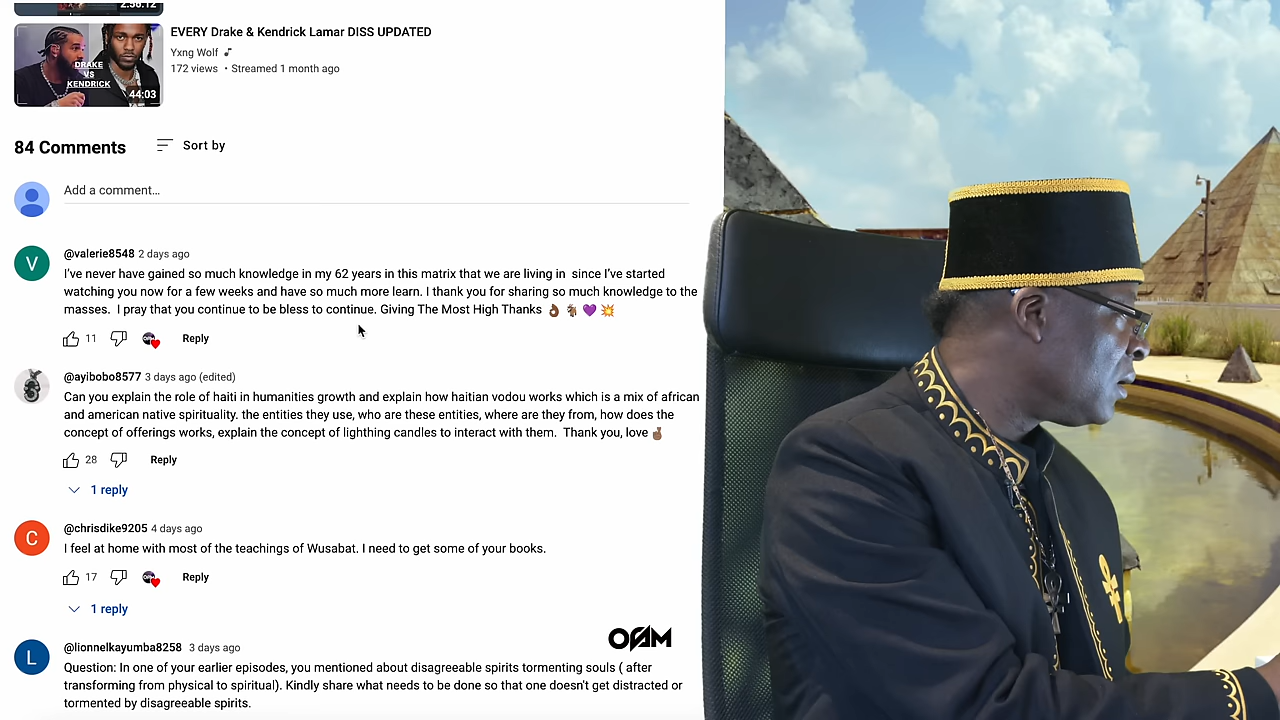 2:56:12
EVERY Drake & Kendrick Lamar DISS UPDATED
Yxng Wolf
172 views • Streamed 1 month ago
DRAKE
VS
KENDRICK
44:03
84 Comments
Sort by
Add a comment...
V
@valerie8548 2 days ago
I've never have gained so much knowledge in my 62 years in this matrix that we are living in since I've started
watching you now for a few weeks and have so much more learn. I thank you for sharing so much knowledge to the
masses. I pray that you continue to be bless to continue. Giving The Most High Thanks 👌🏾 🐐 💜 💥
11
Reply
@ayibobo8577 3 days ago (edited)
Can you explain the role of haiti in humanities growth and explain how haitian vodou works which is a mix of african
and american native spirituality. the entities they use, who are these entities, where are they from, how does the
concept of offerings works, explain the concept of lighthing candles to interact with them. Thank you, love ✌🏾
28
Reply
1 reply
C
@chrisdike9205 4 days ago
I feel at home with most of the teachings of Wusabat. I need to get some of your books.
17
Reply
1 reply
OFAM
L
@lionnelkayumba8258 3 days ago
Question: In one of your earlier episodes, you mentioned about disagreeable spirits tormenting souls ( after
transforming from physical to spiritual). Kindly share what needs to be done so that one doesn't get distracted or
tormented by disagreeable spirits.